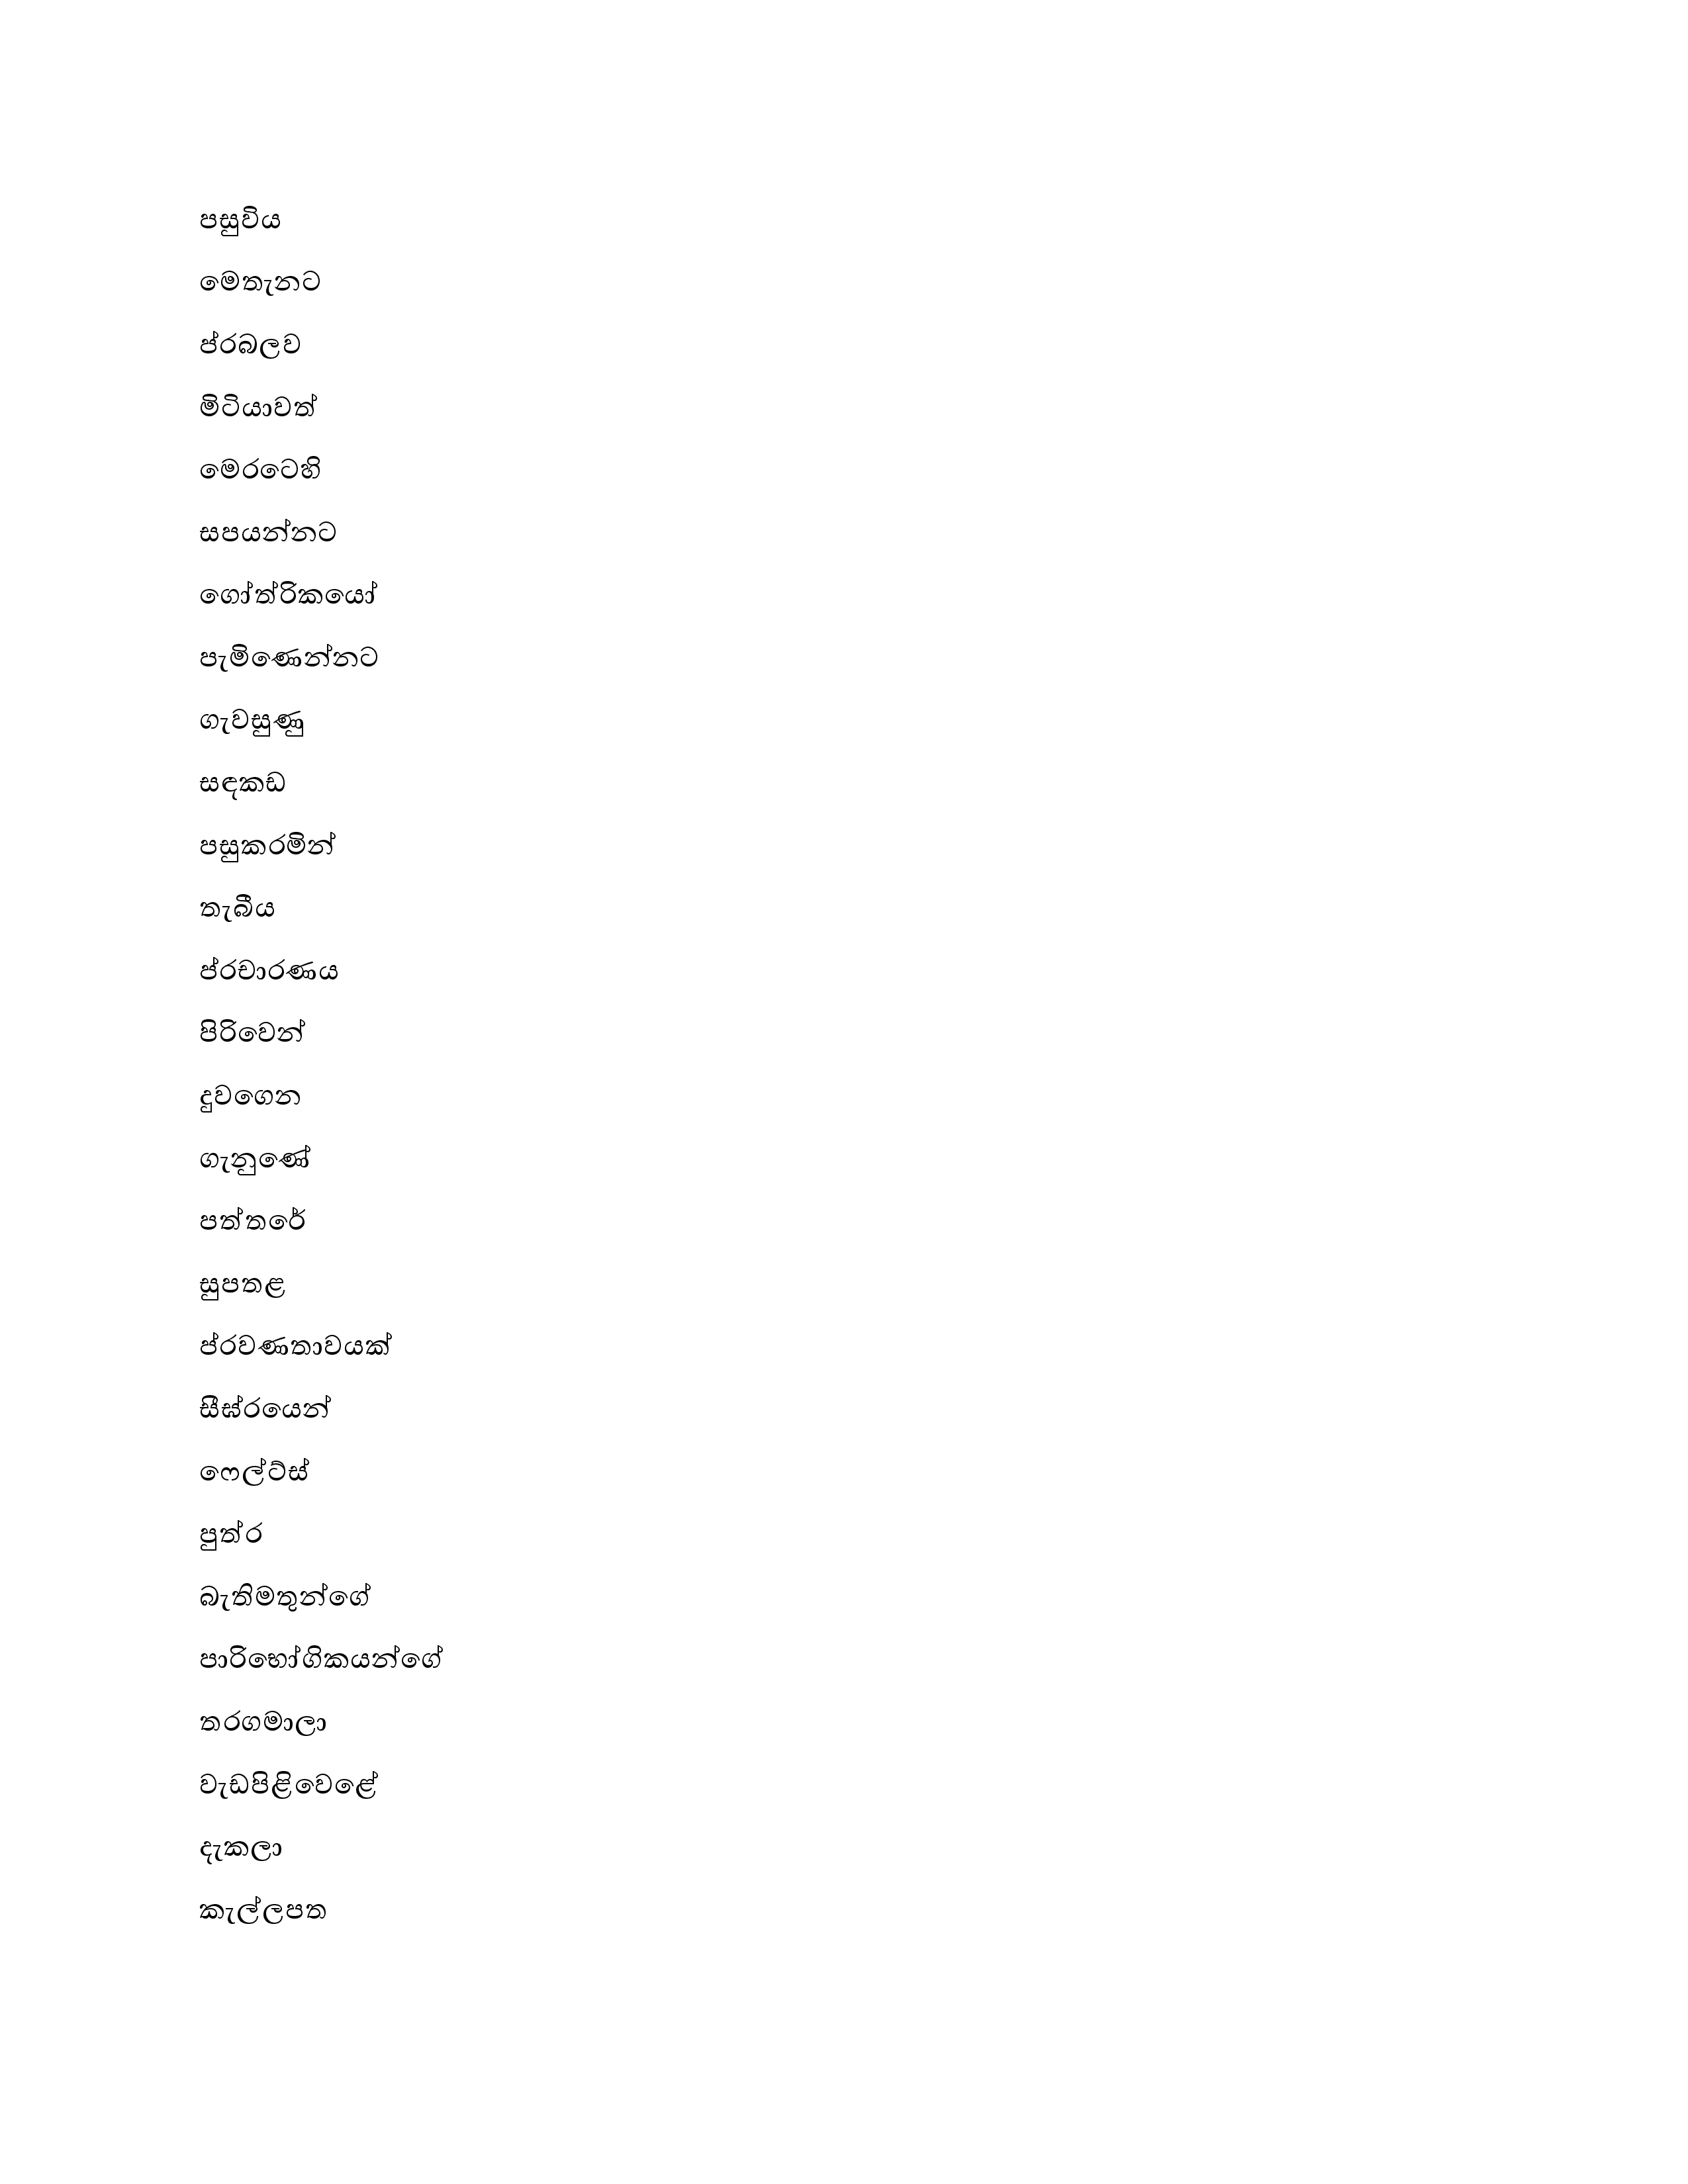 පසුවිය
මෙතැනට
ප්රබලව
මිටියාවත්
මෙරටෙහි
සපයන්නට
ගෝත්රිකයෝ
පැමිණෙන්නට
ගැවසුණු
සඳකඩ
පසුකරමින්
තැබීය
ප්රචාරණය
පිරිවෙන්
දුවගෙන
ගැනුණේ
පත්තරේ
සුපතළ
ප්රවණතාවයක්
සීඝ්රයෙන්
ෆෙල්ට්ස්
පුත්ර
බැතිමතුන්ගේ
පාරිභෝගිකයන්ගේ
තරගමාලා
වැඩපිළිවෙළේ
දැකලා
කැල්ලපත